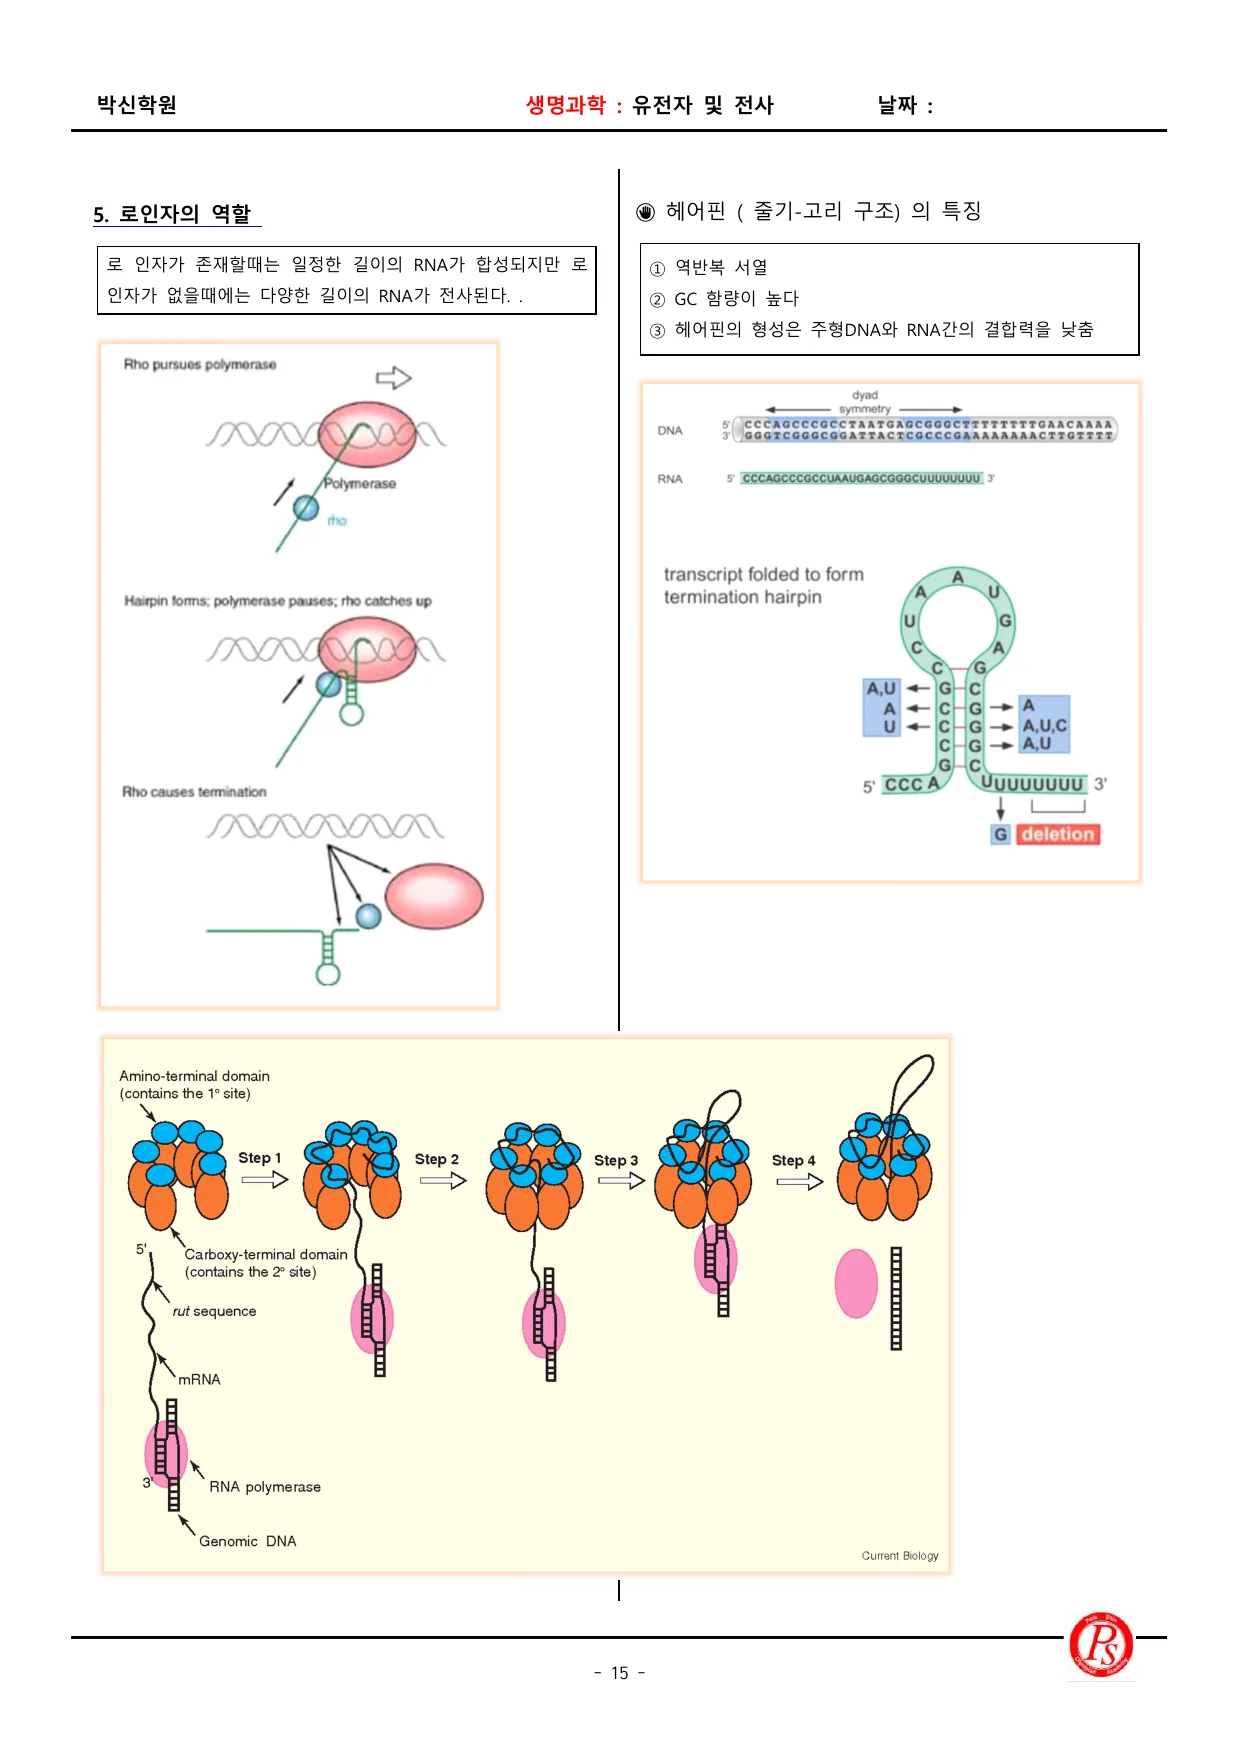 박신학원 생명과학 : 유전자 및 전사 날짜 :
5. 로인자의 역할
로 인자가 존재할때는 일정한 길이의 RNA가 합성되지만 로
인자가 없을때에는 다양한 길이의 RNA가 전사된다. .
Rho pursues polymerase
Polymerase
rho
Hairpin forms; polymerase pauses; rho catches up
Rho causes termination
헤어핀 ( 줄기-고리 구조) 의 특징
① 역반복 서열
② GC 함량이 높다
③ 헤어핀의 형성은 주형DNA와 RNA간의 결합력을 낮춤
dyad
symmetry
DNA
5' CCCAGCCCGCCTAATGAGCGGGCTTTTTTTTGAACAAAA
3' GGGTCGGGCGGATTACTCGCCCGAAAAAAAACTTGTTTT
RNA 5' CCCAGCCCGCCUAAUGAGCGGGCUUUUUUUU 3'
transcript folded to form
termination hairpin
A
A U
U G
C A
C G
A,U G C
A C G A
U C G A,U,C
C G A,U
G C
5' CCCA UUUUUUUU 3'
G deletion
Amino-terminal domain
(contains the 1° site)
Step 1 Step 2 Step 3 Step 4
5'
Carboxy-terminal domain
(contains the 2° site)
rut sequence
mRNA
3'
RNA polymerase
Genomic DNA
Current Biology
- 15 -
Park Shin
PS
Academy